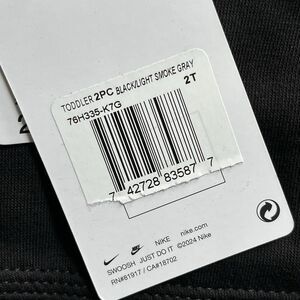 TODDLER 2PC BLACK/LIGHT SMOKE GRAY
76H335-K7G 2T
7 42728 83587 7
NIKE nike.com
SWOOSH JUST DO IT ©2024 Nike
RN#81917 / CA#18702